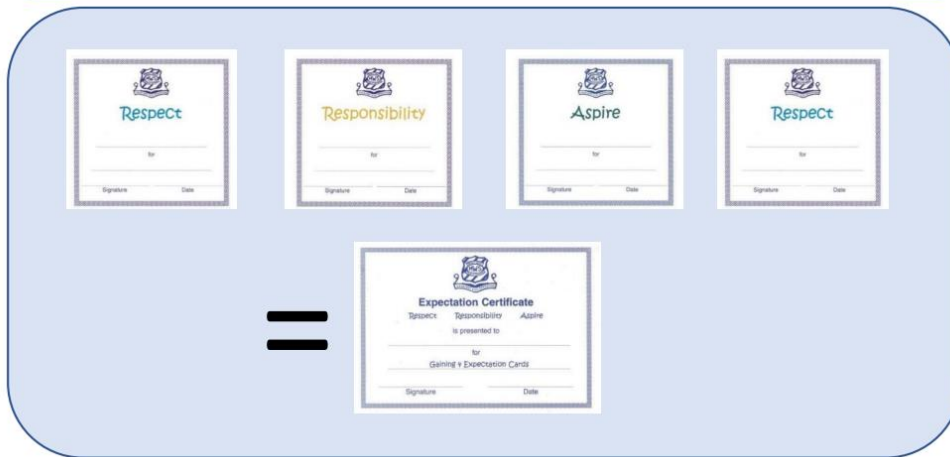 Respect
for
Signature Date
Responsibility
for
Signature Date
Aspire
for
Signature Date
Respect
for
Signature Date
=
Expectation Certificate
Respect Responsibility Aspire
is presented to
for
Gaining 4 Expectation Cards
Signature Date